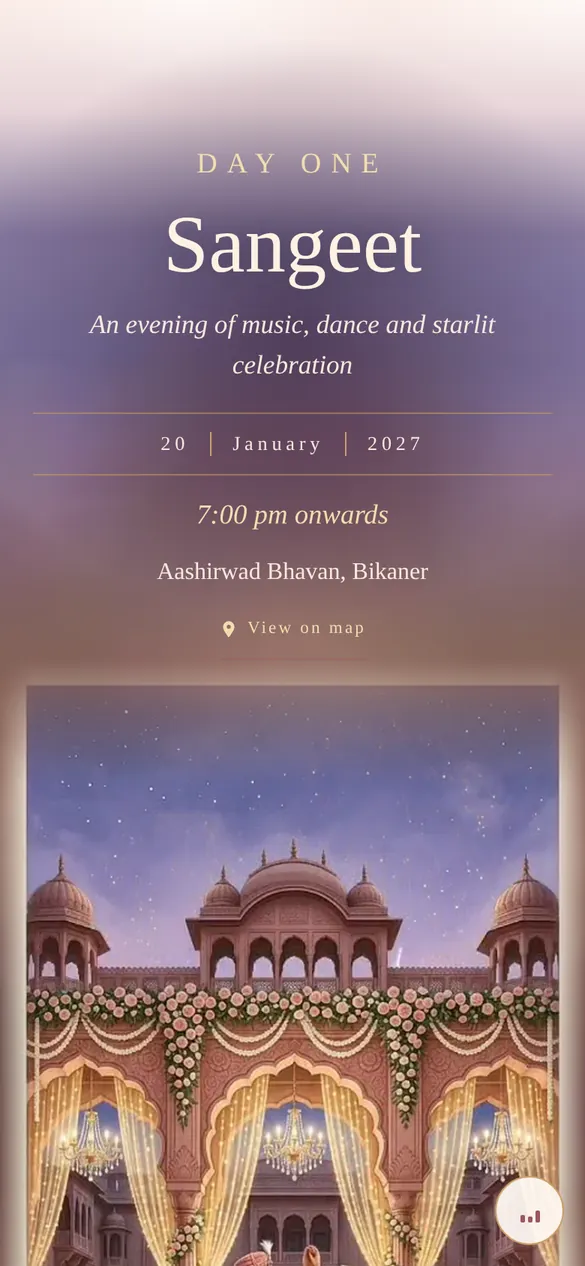 DAY ONE
Sangeet
An evening of music, dance and starlit
celebration
20 | January | 2027
7:00 pm onwards
Aashirwad Bhavan, Bikaner
View on map